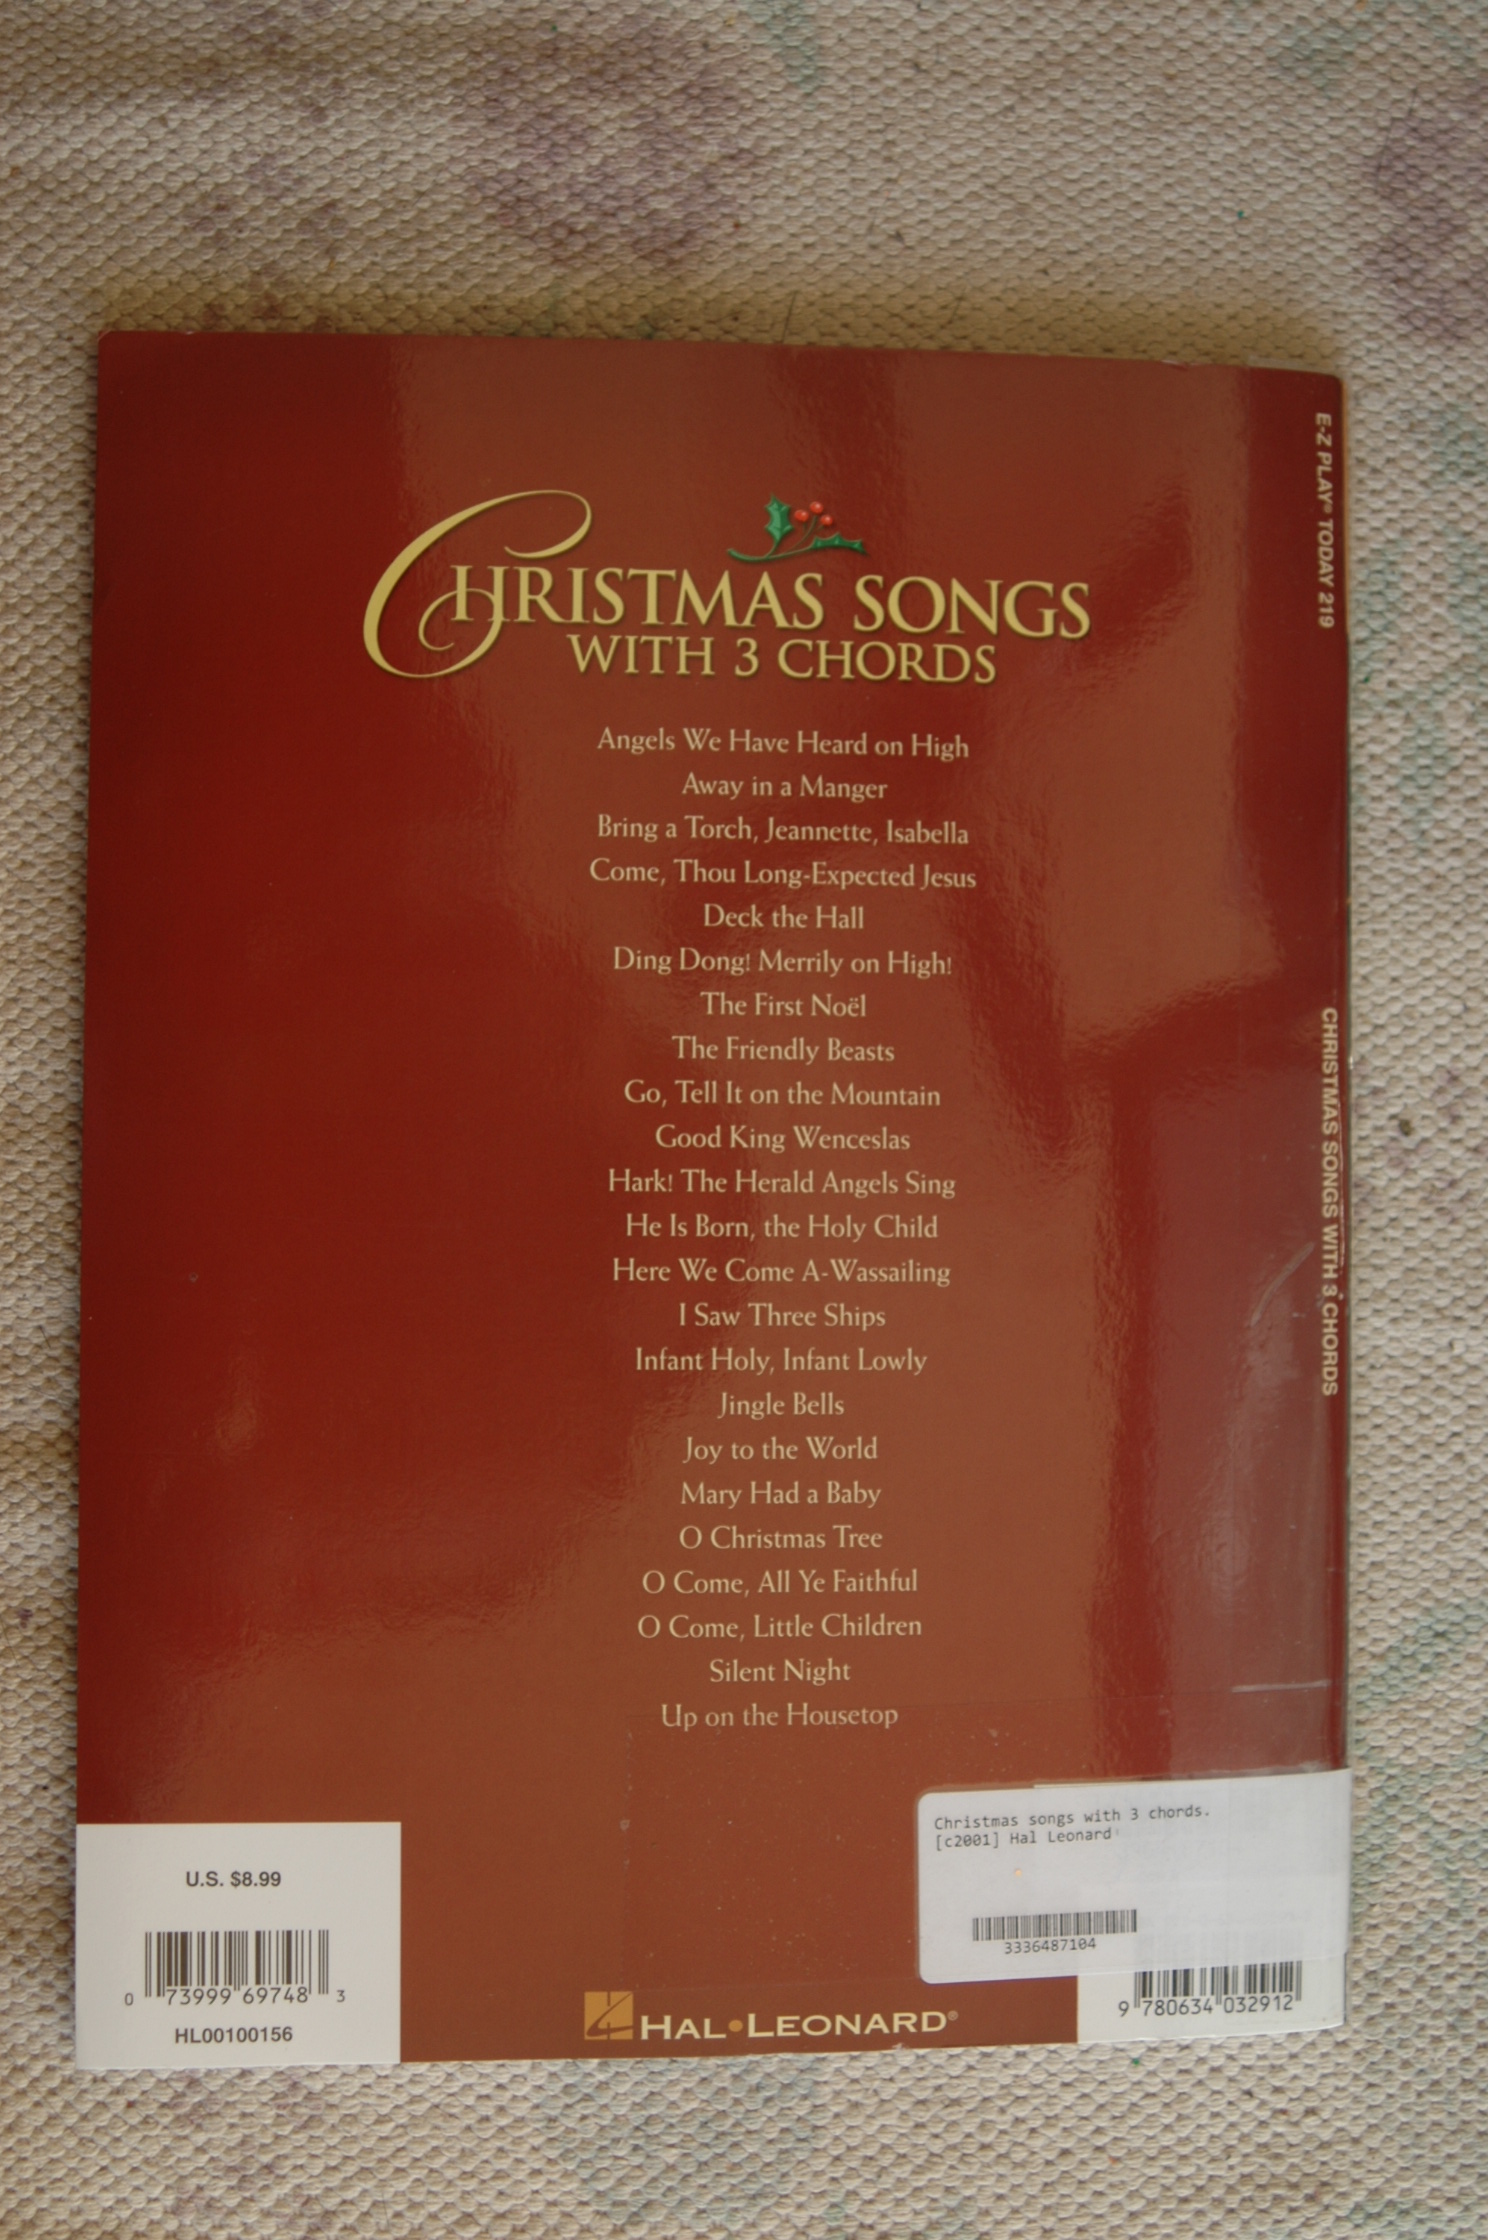 CHRISTMAS SONGS
WITH 3 CHORDS
Angels We Have Heard on High
Away in a Manger
Bring a Torch, Jeannette, Isabella
Come, Thou Long-Expected Jesus
Deck the Hall
Ding Dong! Merrily on High!
The First Noël
The Friendly Beasts
Go, Tell It on the Mountain
Good King Wenceslas
Hark! The Herald Angels Sing
He Is Born, the Holy Child
Here We Come A-Wassailing
I Saw Three Ships
Infant Holy, Infant Lowly
Jingle Bells
Joy to the World
Mary Had a Baby
O Christmas Tree
O Come, All Ye Faithful
O Come, Little Children
Silent Night
Up on the Housetop
E-Z PLAY® TODAY 219
CHRISTMAS SONGS WITH 3 CHORDS
Christmas songs with 3 chords.
[c2001] Hal Leonard
3336487104
U.S. $8.99
0 73999 69748 3
HL00100156
HAL•LEONARD®
9 780634 032912